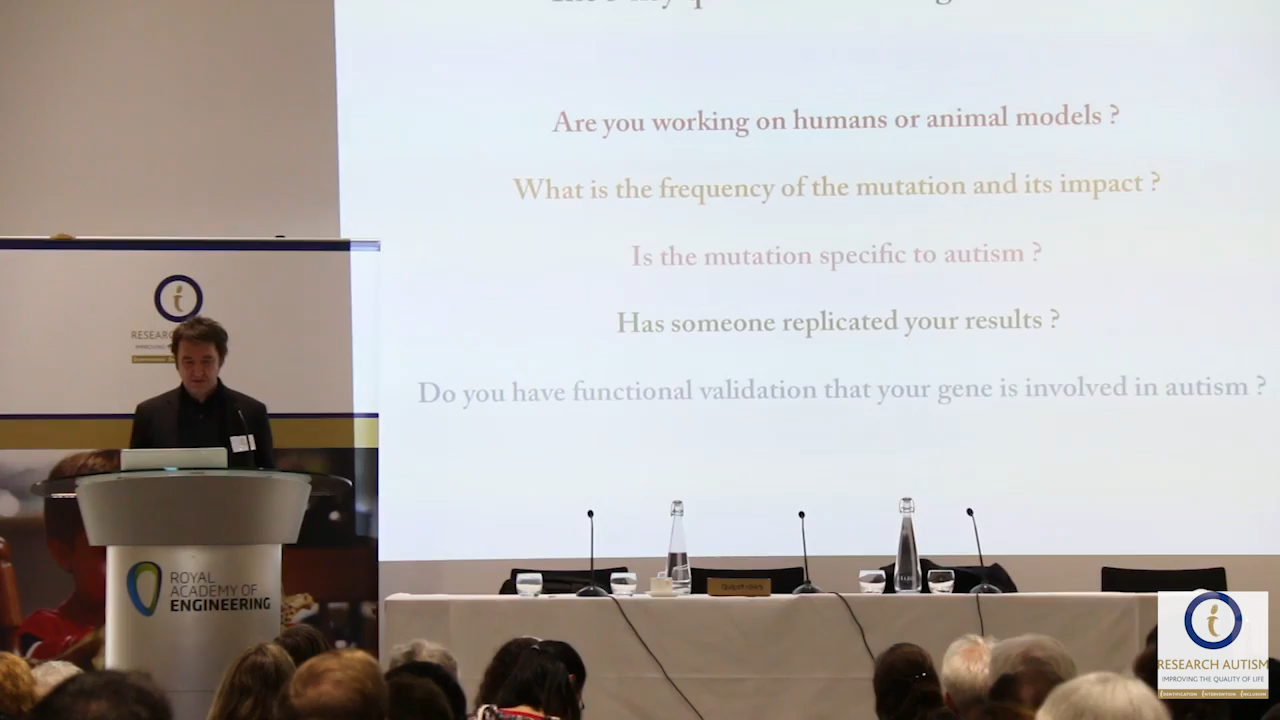 Are you working on humans or animal models ?
What is the frequency of the mutation and its impact ?
Is the mutation specific to autism ?
Has someone replicated your results ?
Do you have functional validation that your gene is involved in autism ?
ROYAL
ACADEMY OF
ENGINEERING
RESEARCH AUTISM
IMPROVING THE QUALITY OF LIFE